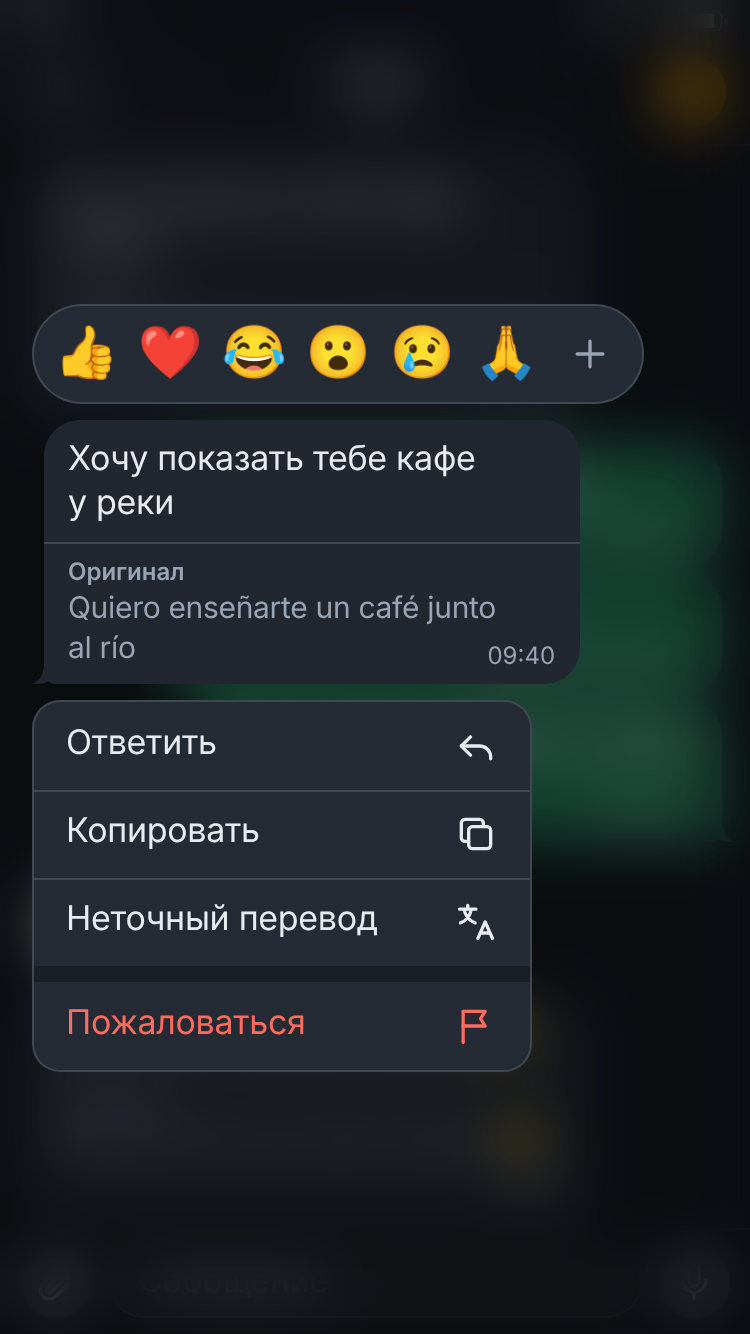 Хочу показать тебе кафе
у реки
Оригинал
Quiero enseñarte un café junto
al río
09:40
Ответить
Копировать
Неточный перевод
Пожаловаться
Сообщение